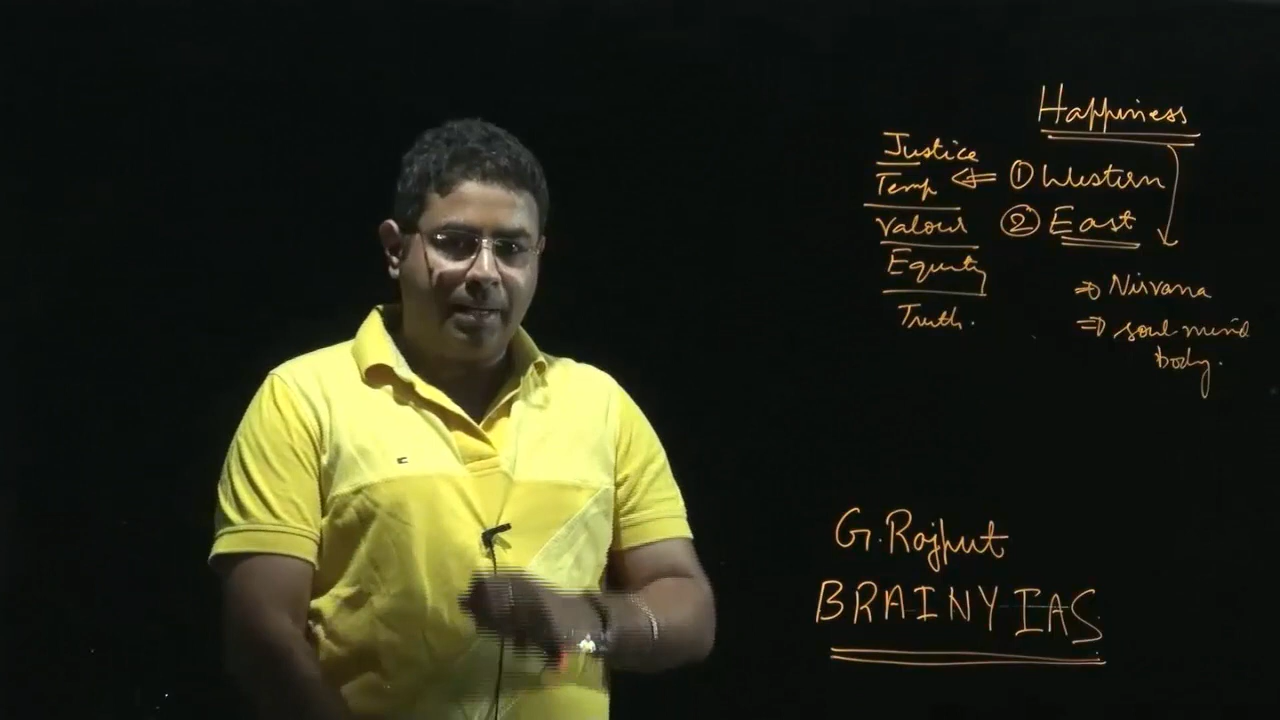 Happiness
① Western
② East
⇒ Nirvana
⇒ soul mind
body.
Justice
Temp ⇐
Valour
Equity
Truth.
G. Rajput
BRAINY IAS